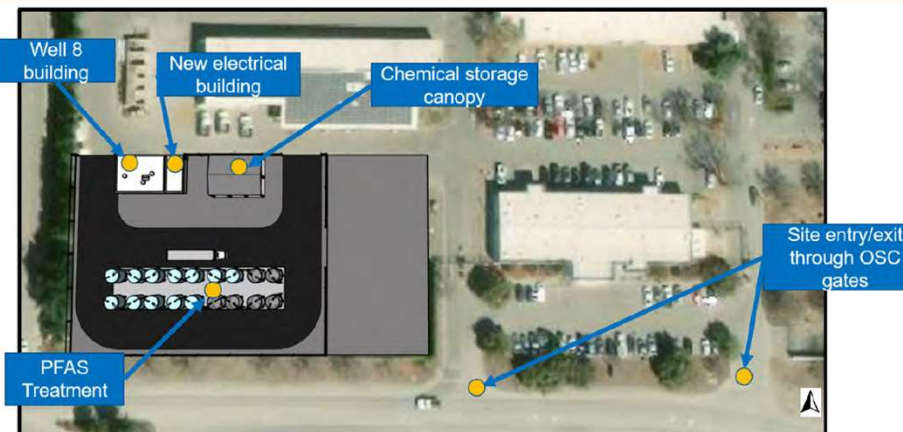 Well 8
building
New electrical
building
Chemical storage
canopy
Site entry/exit
through OSC
gates
PFAS
Treatment